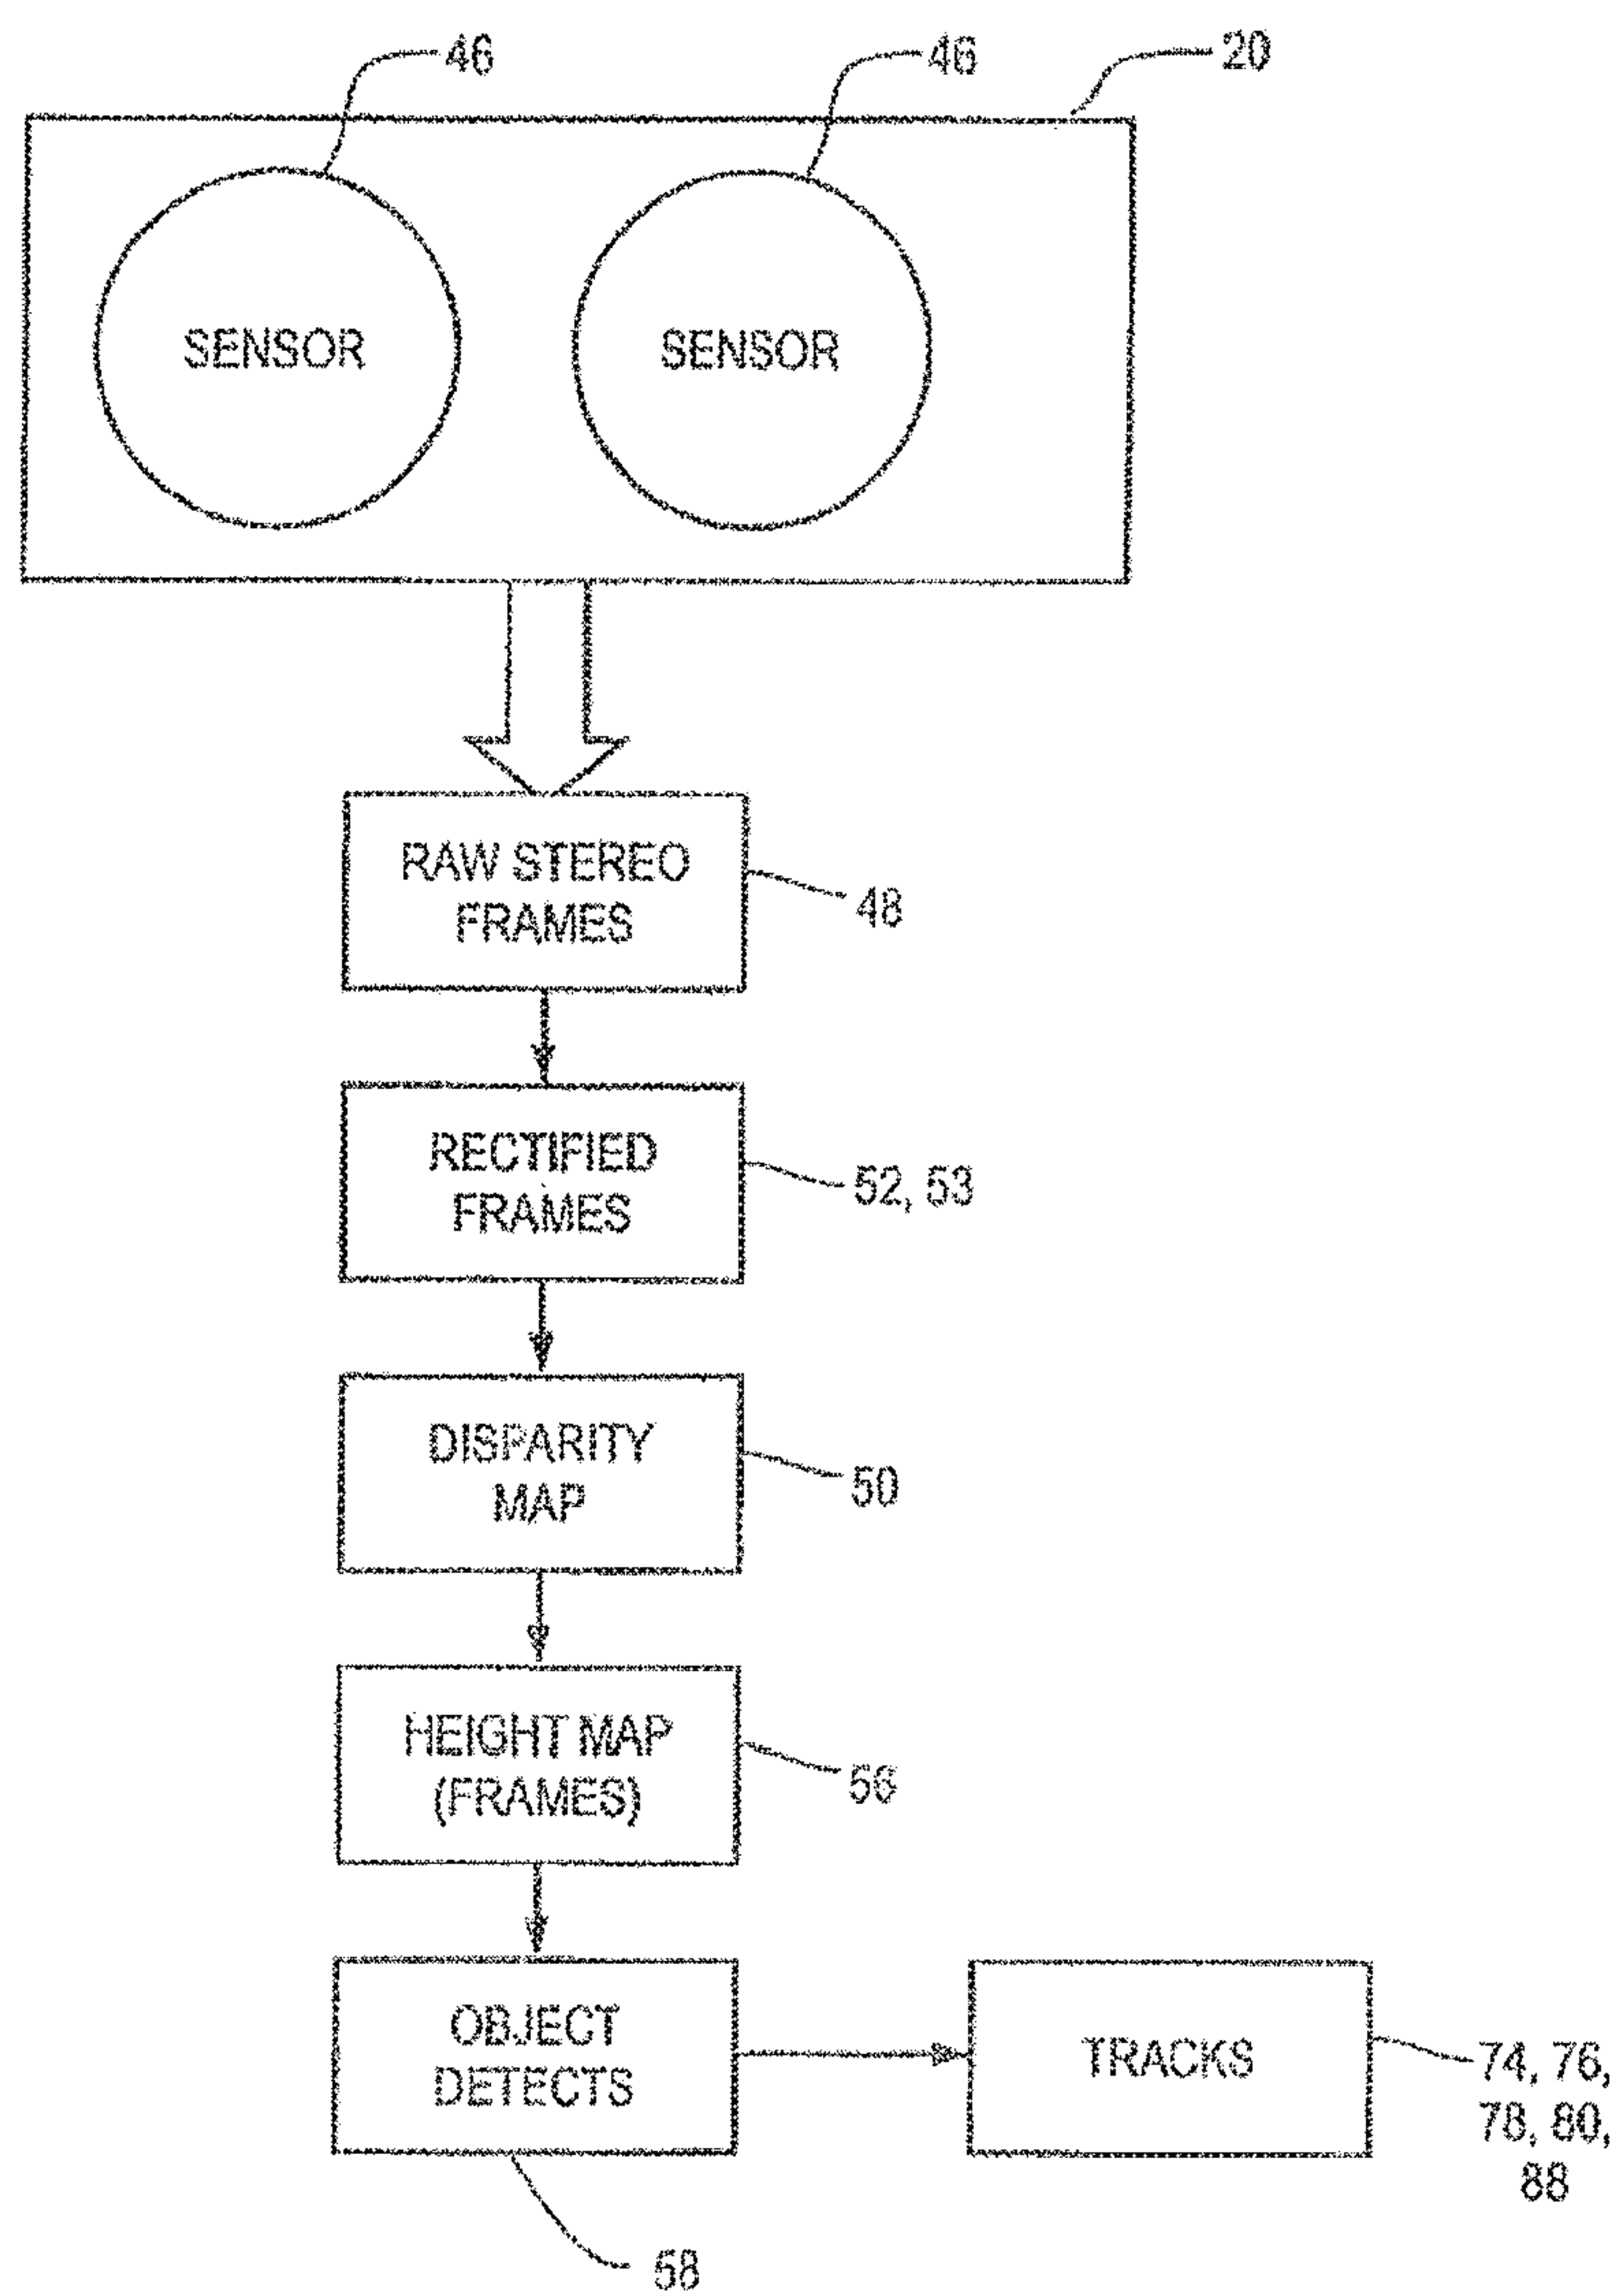 46
46
20
SENSOR
SENSOR
RAW STEREO
FRAMES
48
RECTIFIED
FRAMES
52, 53
DISPARITY
MAP
50
HEIGHT MAP
(FRAMES)
56
OBJECT
DETECTS
TRACKS
74, 76,
78, 80,
88
58